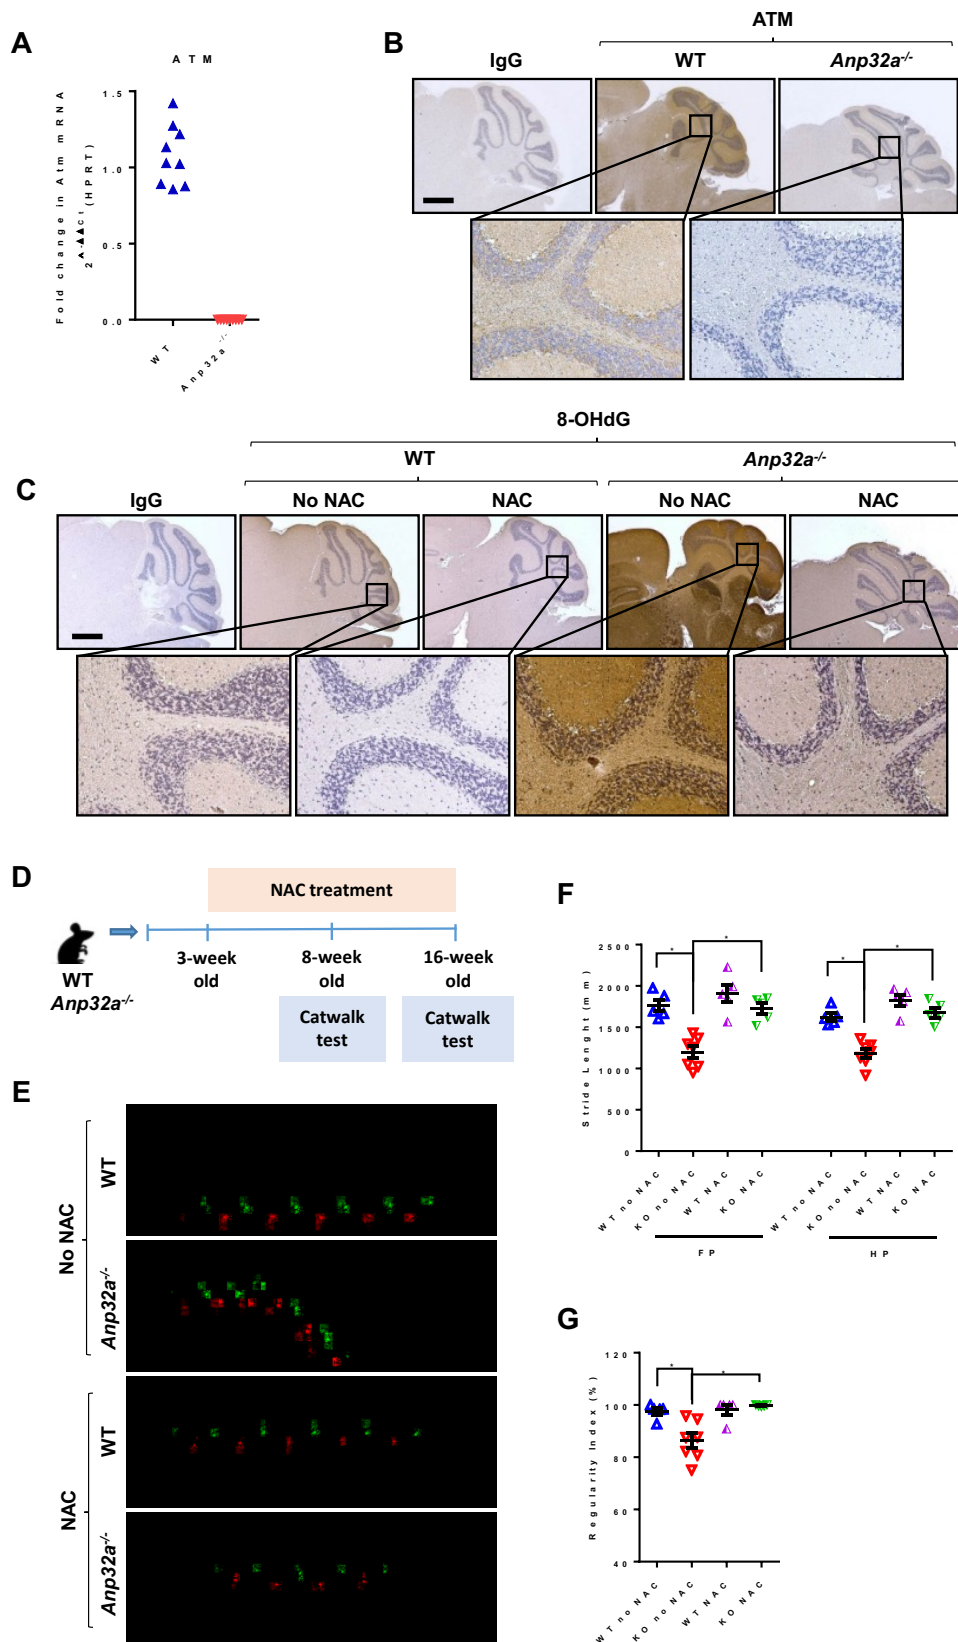 A
A T M
Fold change in Atm mRNA
2^-ΔΔCt (HPRT)
1.5
1.0
0.5
0.0
WT
Anp32a-/-
B
ATM
IgG
WT
Anp32a-/-
8-OHdG
WT
Anp32a-/-
C
IgG
No NAC
NAC
No NAC
NAC
D
NAC treatment
WT
Anp32a-/-
3-week
old
8-week
old
16-week
old
Catwalk
test
Catwalk
test
E
No NAC
WT
Anp32a-/-
NAC
WT
Anp32a-/-
F
Stride Lenght (mm)
2500
2000
1500
1000
500
0
*
*
*
*
WT no NAC
KO no NAC
WT NAC
KO NAC
WT no NAC
KO no NAC
WT NAC
KO NAC
FP
HP
G
Regularity Index (%)
120
100
80
60
40
*
*
WT no NAC
KO no NAC
WT NAC
KO NAC